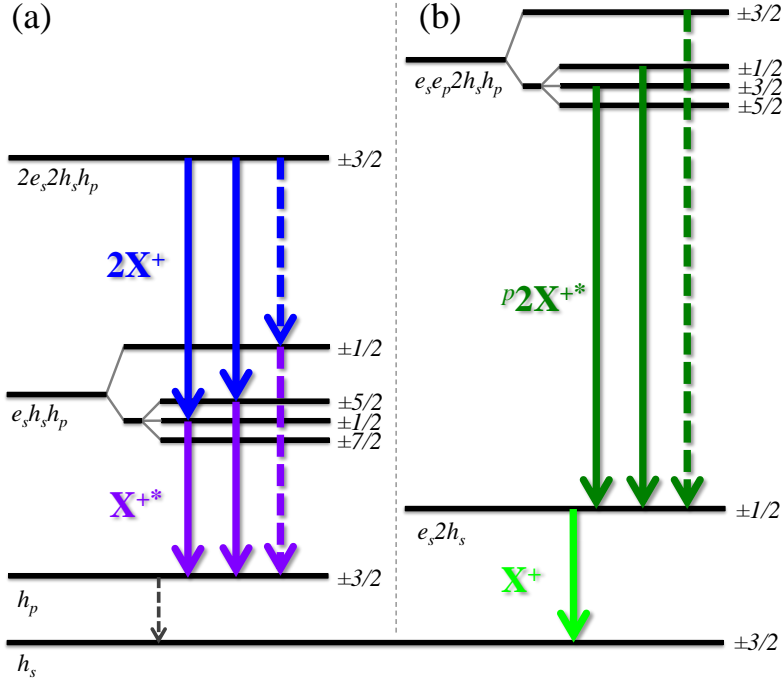 (a)
±3/2
2e_s2h_sh_p
2X⁺
±1/2
e_sh_sh_p
±5/2
±1/2
±7/2
X⁺*
±3/2
h_p
h_s
(b)
±3/2
e_se_p2h_sh_p
±1/2
±3/2
±5/2
ᵖ2X⁺*
±1/2
e_s2h_s
X⁺
±3/2